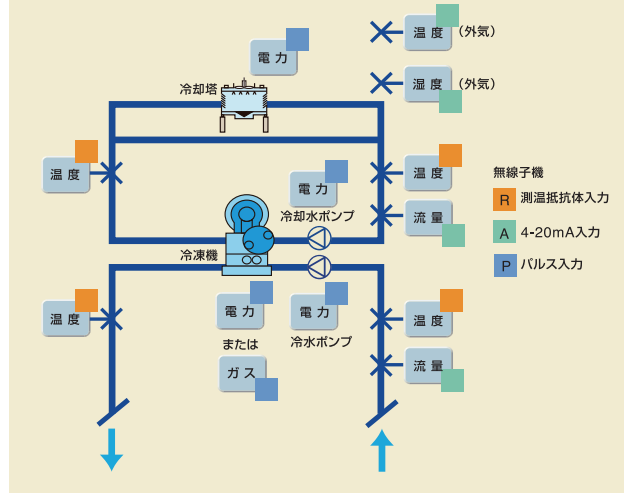 温度 (外気)
電力
冷却塔
湿度 (外気)
温度
温度
無線子機
電力
R 測温抵抗体入力
流量
冷却水ポンプ
A 4-20mA入力
冷凍機
P パルス入力
温度
電力
電力
温度
または
冷水ポンプ
ガス
流量